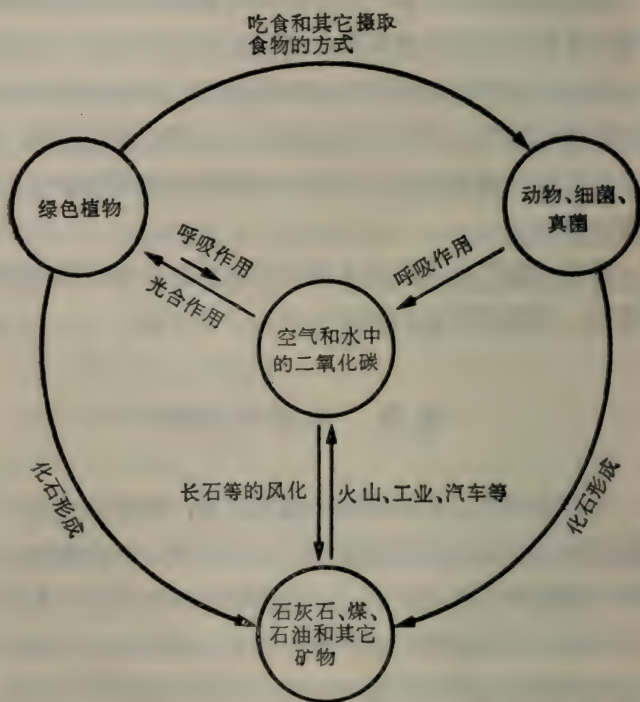 吃食和其它摄取
食物的方式
绿色植物
动物、细菌、
真菌
呼吸作用
光合作用
呼吸作用
空气和水中
的二氧化碳
长石等的风化
火山、工业、汽车等
化石形成
化石形成
石灰石、煤、
石油和其它
矿物